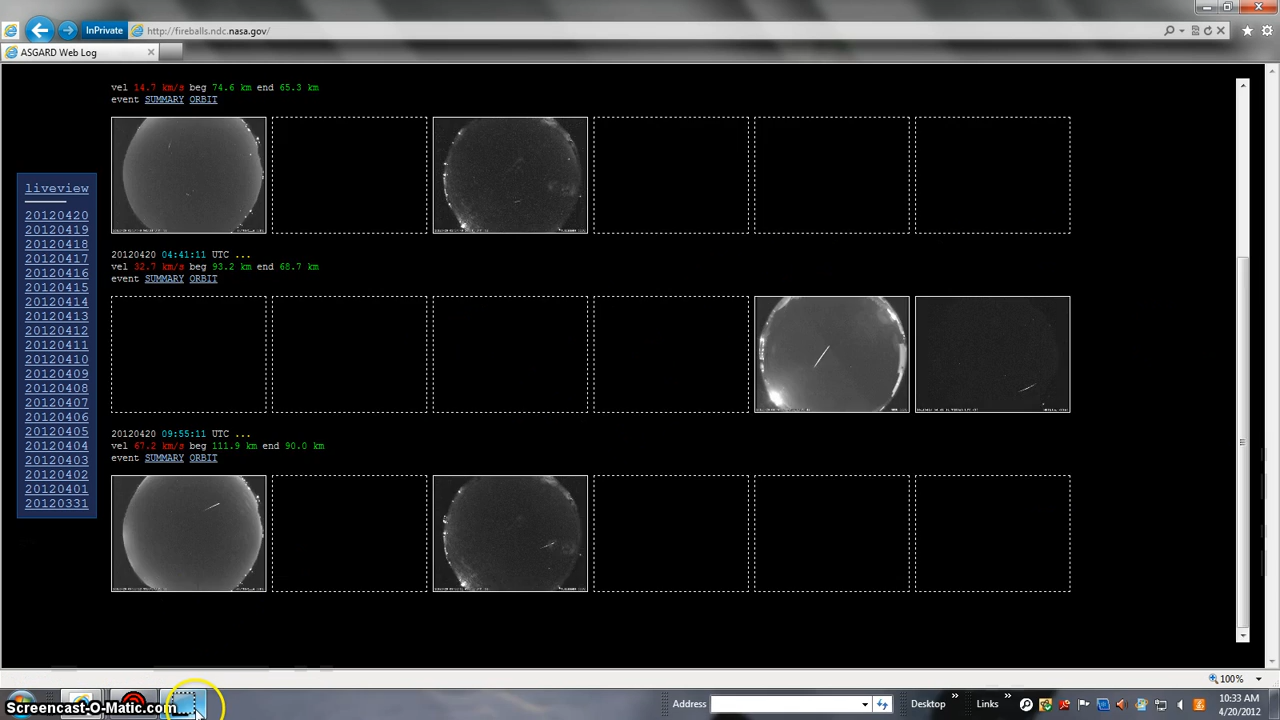 InPrivate
http://fireballs.ndc.nasa.gov/
ASGARD Web Log
vel 14.7 km/s beg 74.6 km end 65.3 km
event SUMMARY ORBIT
liveview
20120420
20120419
20120418
20120417
20120416
20120415
20120414
20120413
20120412
20120411
20120410
20120409
20120408
20120407
20120406
20120405
20120404
20120403
20120402
20120401
20120331
20120420 04:41:11 UTC ...
vel 32.7 km/s beg 93.2 km end 68.7 km
event SUMMARY ORBIT
20120420 09:55:11 UTC ...
vel 67.2 km/s beg 111.9 km end 90.0 km
event SUMMARY ORBIT
100%
Screencast-O-Matic.com
Address
Desktop
Links
10:33 AM
4/20/2012